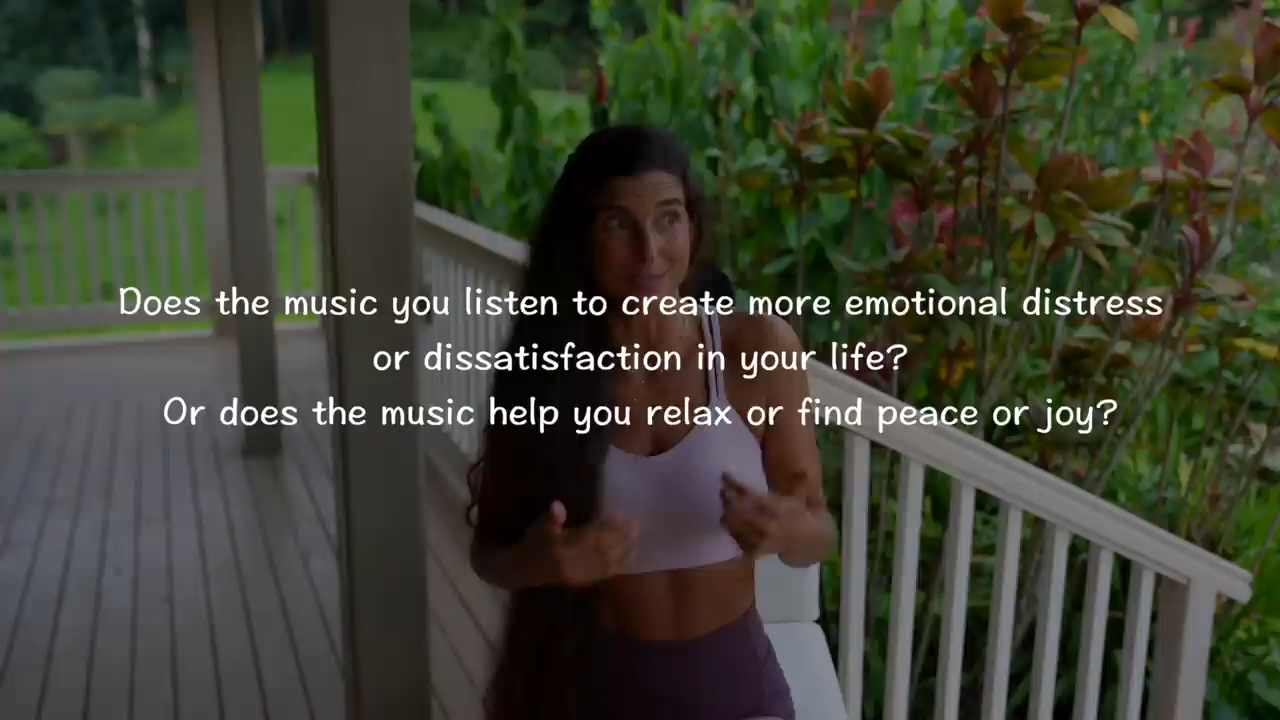 Does the music you listen to create more emotional distress
or dissatisfaction in your life?
Or does the music help you relax or find peace or joy?